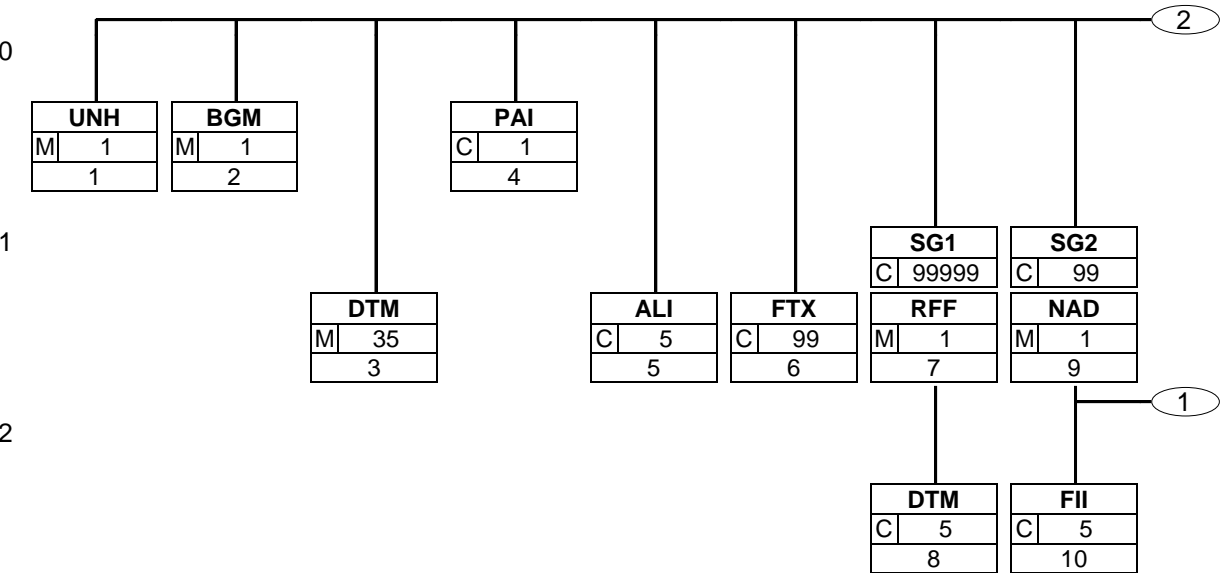 2
0
UNH BGM PAI
M 1 M 1 C 1
1 2 4
1
SG1 SG2
C 99999 C 99
DTM ALI FTX RFF NAD
M 35 C 5 C 99 M 1 M 1
3 5 6 7 9
1
2
DTM FII
C 5 C 5
8 10